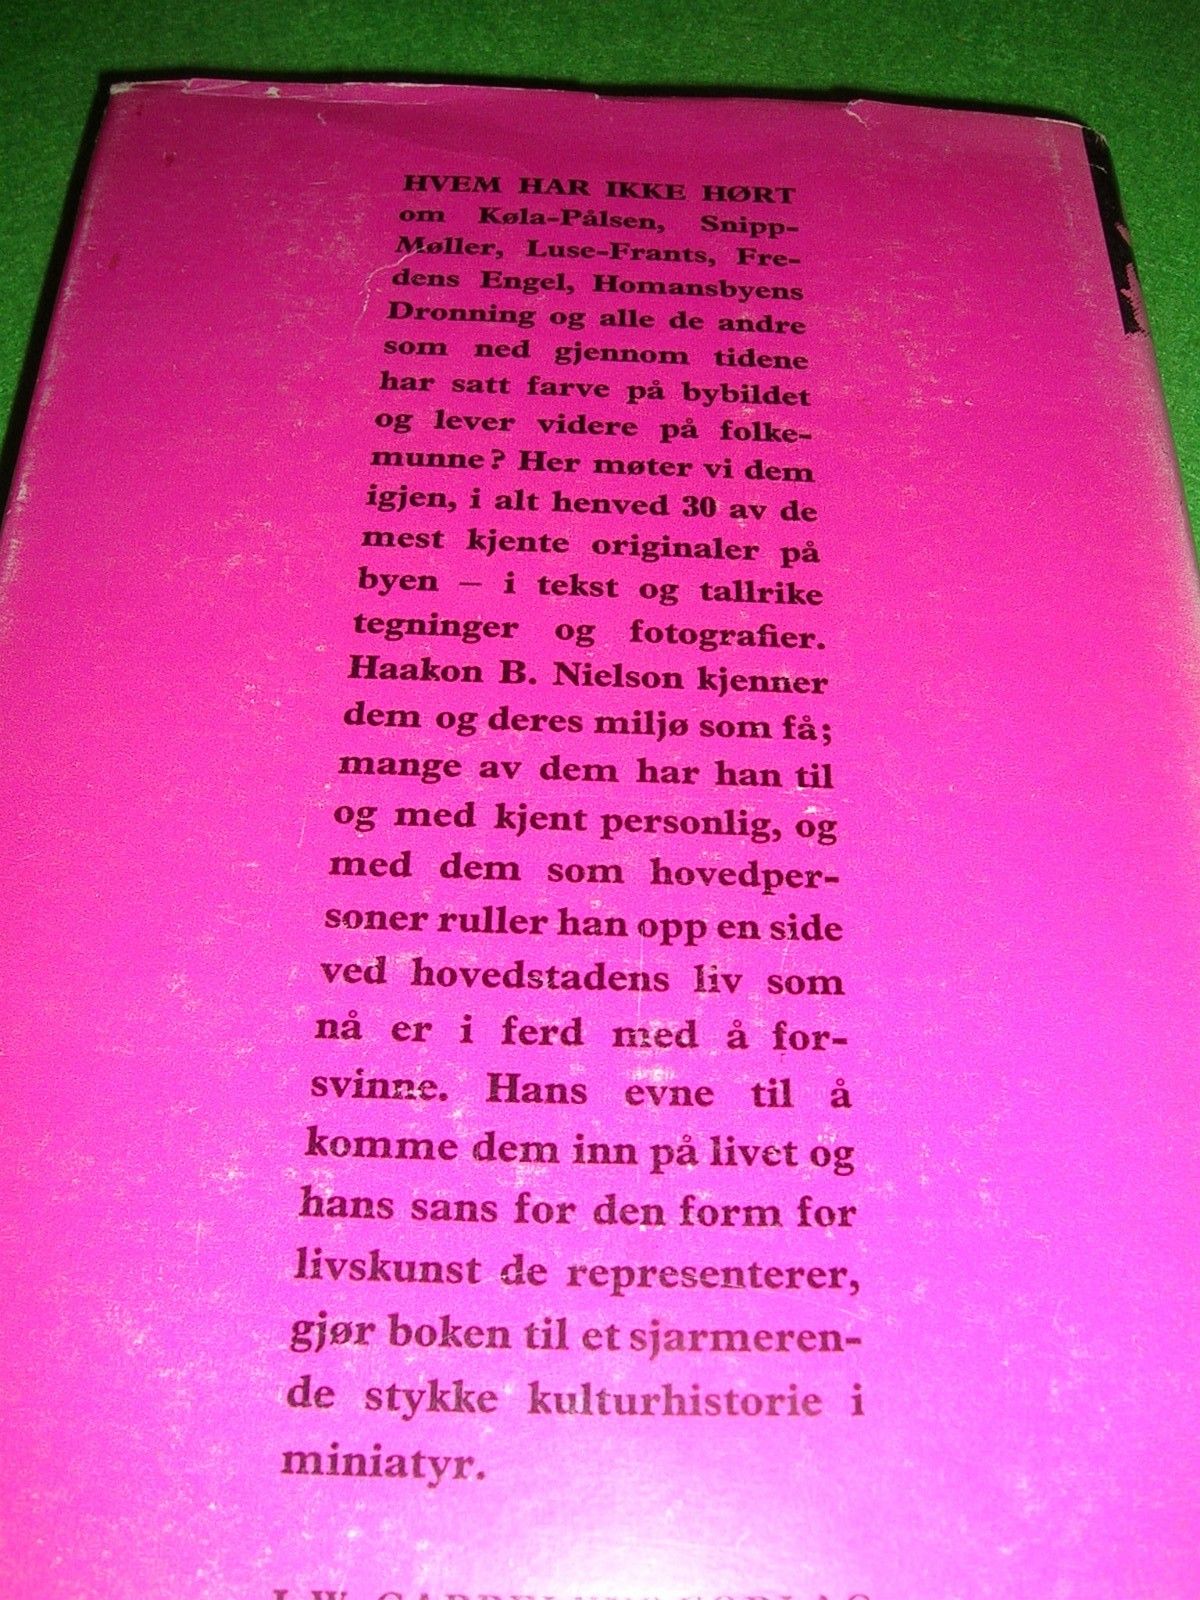 HVEM HAR IKKE HØRT
om Køla-Pålsen, Snipp-
Møller, Luse-Frants, Fre-
dens Engel, Homansbyens
Dronning og alle de andre
som ned gjennom tidene
har satt farve på bybildet
og lever videre på folke-
munne? Her møter vi dem
igjen, i alt henved 30 av de
mest kjente originaler på
byen – i tekst og tallrike
tegninger og fotografier.
Haakon B. Nielson kjenner
dem og deres miljø som få;
mange av dem har han til
og med kjent personlig, og
med dem som hovedper-
soner ruller han opp en side
ved hovedstadens liv som
nå er i ferd med å for-
svinne. Hans evne til å
komme dem inn på livet og
hans sans for den form for
livskunst de representerer,
gjør boken til et sjarmeren-
de stykke kulturhistorie i
miniatyr.